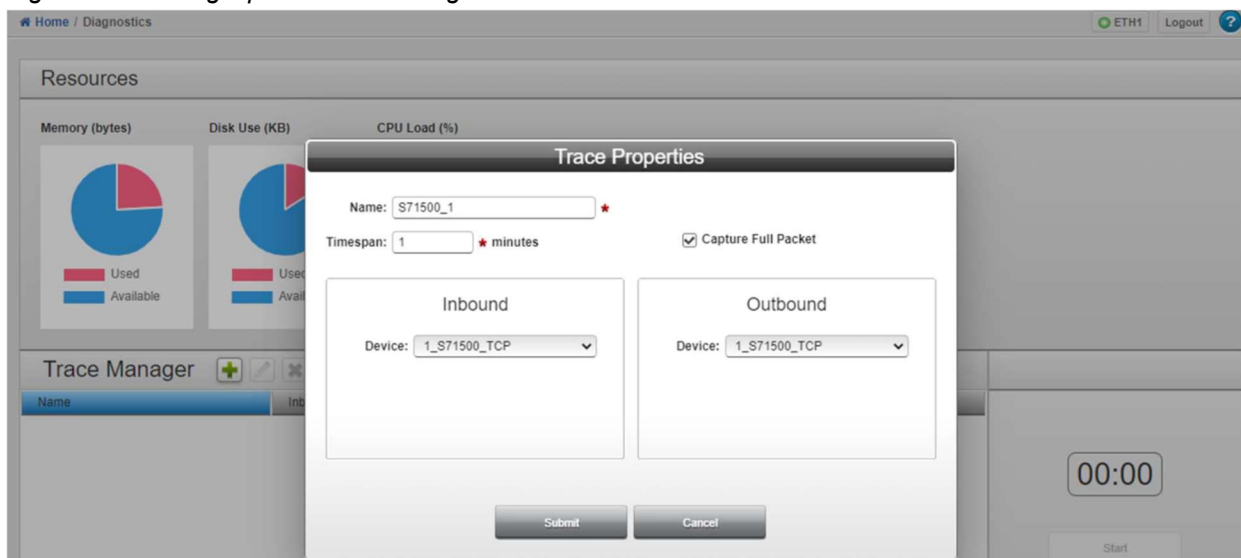 Home / Diagnostics
ETH1 Logout ?
Resources
Memory (bytes) Disk Use (KB) CPU Load (%)
Trace Properties
Name: S71500_1 *
Timespan: 1 * minutes
Capture Full Packet
Used
Available
Inbound
Device: 1_S71500_TCP
Outbound
Device: 1_S71500_TCP
Trace Manager
Name
00:00
Submit Cancel
Start